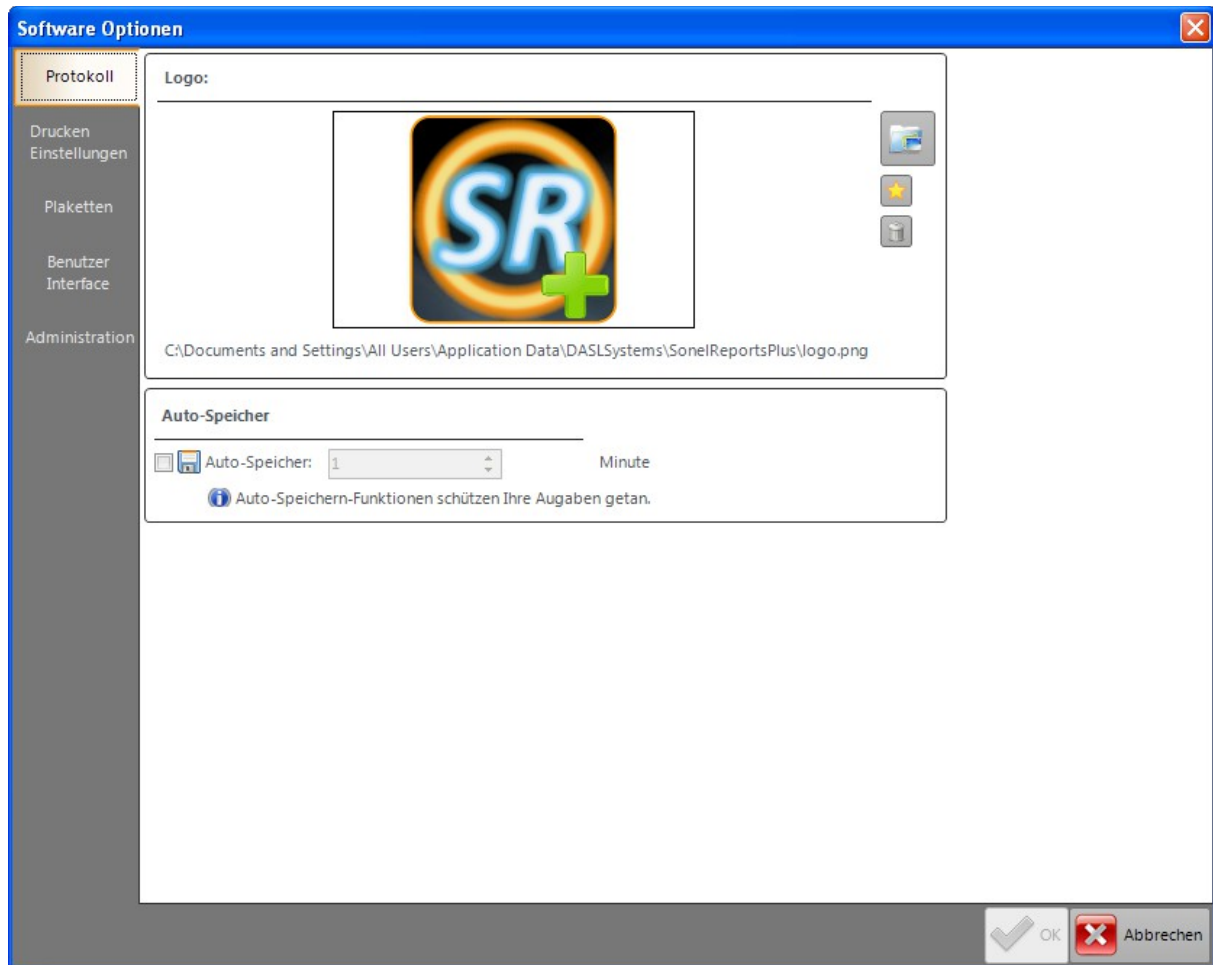 Software Optionen
Protokoll
Drucken
Einstellungen
Plaketten
Benutzer
Interface
Administration
Logo:
SR
C:\Documents and Settings\All Users\Application Data\DASLSystems\SonelReportsPlus\logo.png
Auto-Speicher
Auto-Speicher: 1 Minute
Auto-Speichern-Funktionen schützen Ihre Augaben getan.
OK Abbrechen